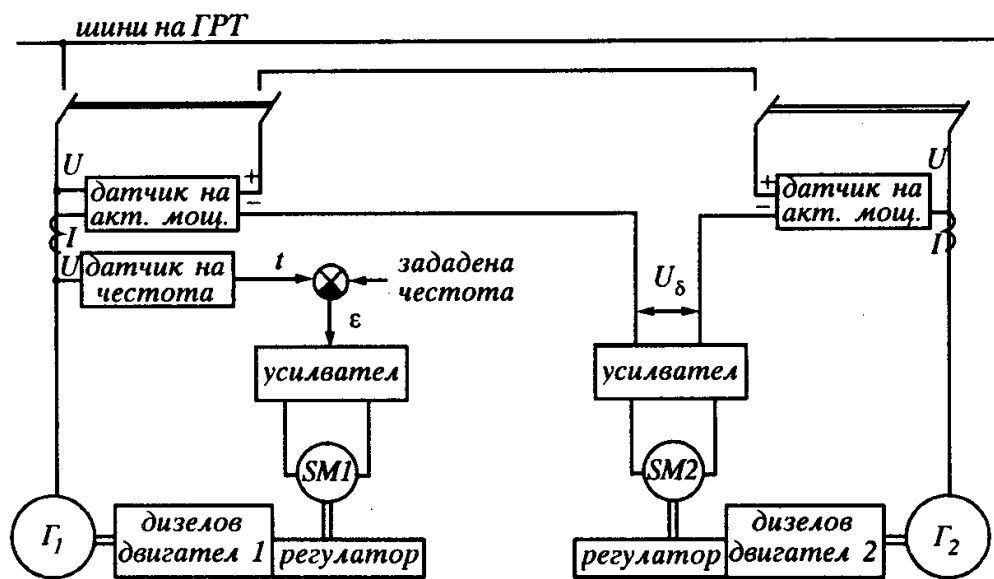 шини на ГРТ
U
датчик на
акт. мощ.
+
−
I
U
датчик на
честота
t
зададена
честота
ε
усилвател
SM1
Г₁
дизелов
двигател 1
регулатор
U
+
−
датчик на
акт. мощ.
I
Uδ
усилвател
SM2
регулатор
дизелов
двигател 2
Г₂